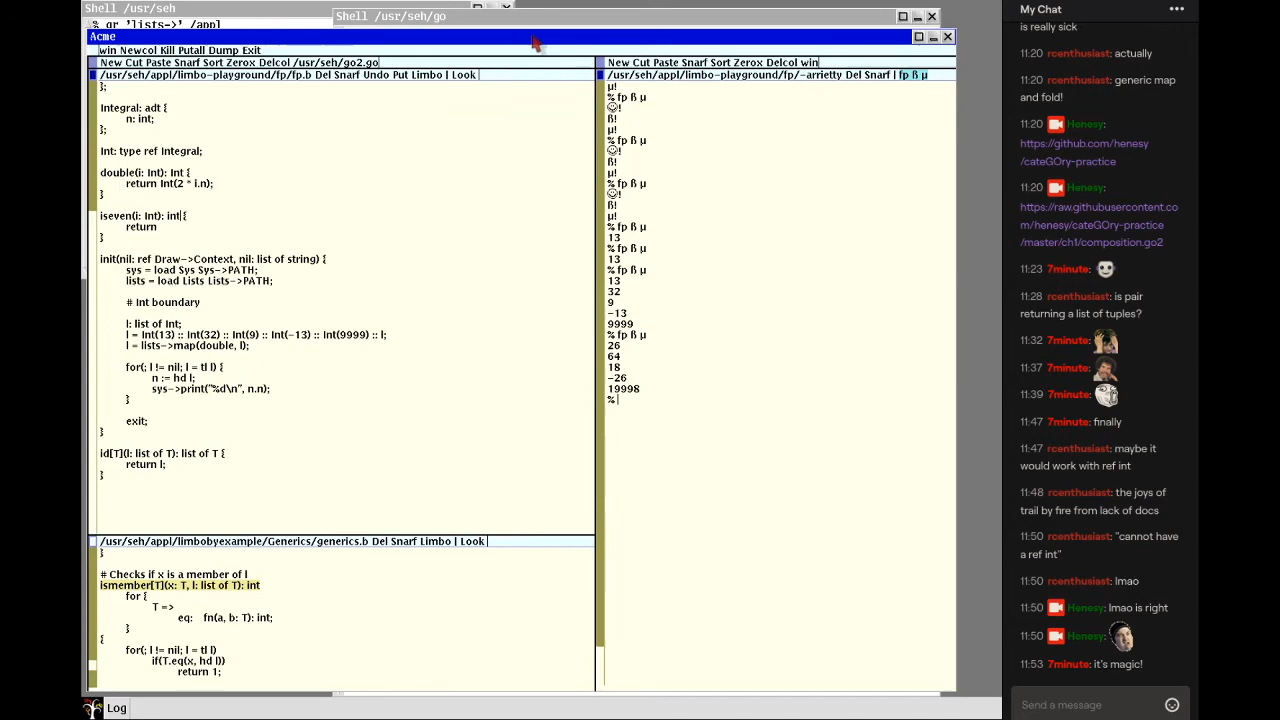 Shell /usr/seh
% gr 'lists->' /appl
Shell /usr/seh/go
Acme
win Newcol Kill Putall Dump Exit
New Cut Paste Snarf Sort Zerox Delcol /usr/seh/go2.go
/usr/seh/appl/limbo-playground/fp/fp.b Del Snarf Undo Put Limbo | Look
};
Integral: adt {
n: int;
};
Int: type ref Integral;
double(i: Int): Int {
return Int(2 * i.n);
}
iseven(i: Int): int {
return
}
init(nil: ref Draw->Context, nil: list of string) {
sys = load Sys Sys->PATH;
lists = load Lists Lists->PATH;
# Int boundary
l: list of Int;
l = Int(13) :: Int(32) :: Int(9) :: Int(-13) :: Int(9999) :: l;
l = lists->map(double, l);
for(; l != nil; l = tl l) {
n := hd l;
sys->print("%d\n", n.n);
}
exit;
}
id[T](l: list of T): list of T {
return l;
}
/usr/seh/appl/limbobyexample/Generics/generics.b Del Snarf Limbo | Look
}
# Checks if x is a member of l
ismember[T](x: T, l: list of T): int
for {
T =>
eq: fn(a, b: T): int;
}
{
for(; l != nil; l = tl l)
if(T.eq(x, hd l))
return 1;
New Cut Paste Snarf Sort Zerox Delcol win
/usr/seh/appl/limbo-playground/fp/-arrietty Del Snarf | fp ß µ
µ!
% fp ß µ
☺!
ß!
µ!
% fp ß µ
☺!
ß!
µ!
% fp ß µ
☺!
ß!
µ!
% fp ß µ
13
% fp ß µ
13
% fp ß µ
13
32
9
-13
9999
% fp ß µ
26
64
18
-26
19998
%
Log
My Chat
is really sick
11:20 rcenthusiast: actually
11:20 rcenthusiast: generic map
and fold!
11:20 Henesy:
https://github.com/henesy
/cateGOry-practice
11:20 Henesy:
https://raw.githubusercontent.co
m/henesy/cateGOry-practice
/master/ch1/composition.go2
11:23 7minute:
11:28 rcenthusiast: is pair
returning a list of tuples?
11:32 7minute:
11:37 7minute:
11:39 7minute:
11:47 7minute: finally
11:47 rcenthusiast: maybe it
would work with ref int
11:48 rcenthusiast: the joys of
trail by fire from lack of docs
11:50 rcenthusiast: "cannot have
a ref int"
11:50 rcenthusiast: lmao
11:50 Henesy: lmao is right
11:50 Henesy:
11:53 7minute: it's magic!
Send a message